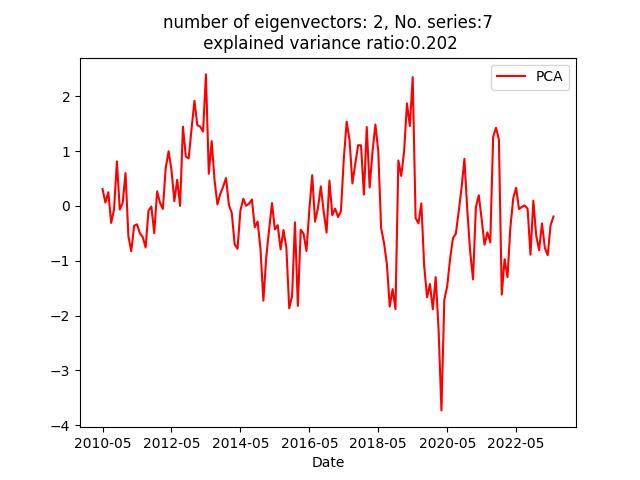 number of eigenvectors: 2, No. series:7
explained variance ratio:0.202
PCA
2
1
0
−1
−2
−3
−4
2010-05 2012-05 2014-05 2016-05 2018-05 2020-05 2022-05
Date